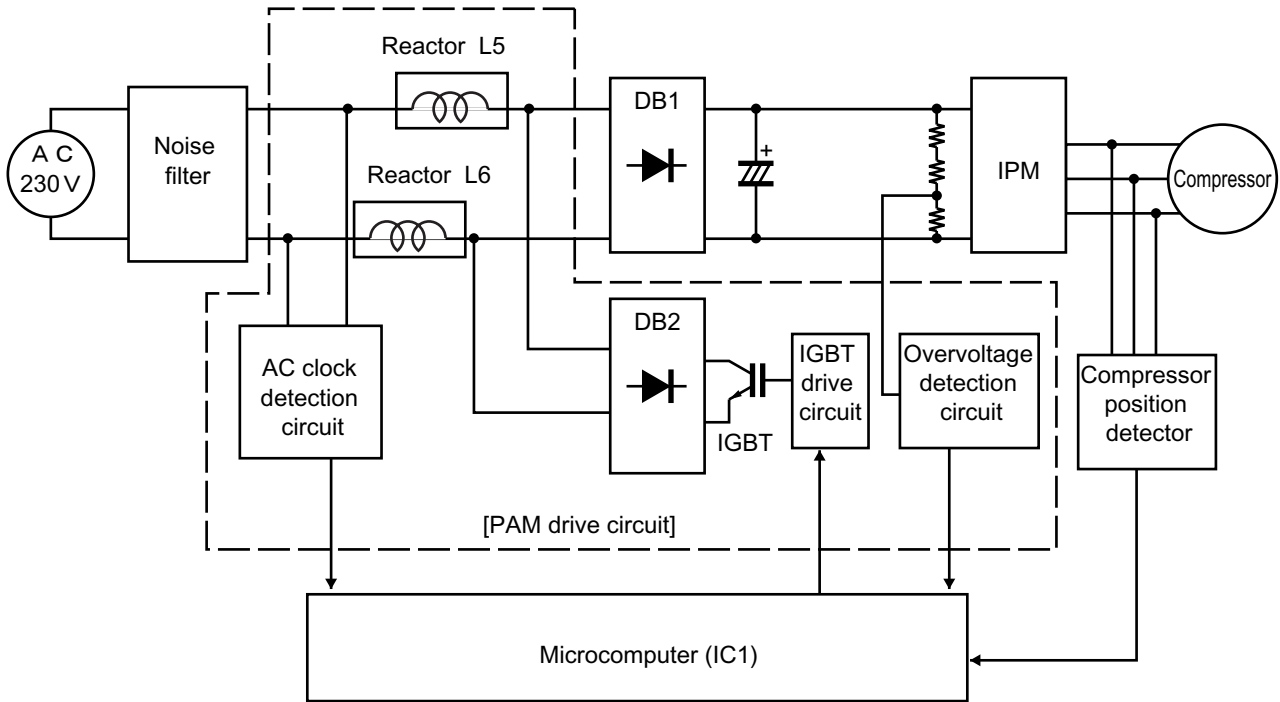 Reactor L5
DB1
A C
230 V
Noise
filter
+
IPM
Compressor
Reactor L6
DB2
AC clock
detection
circuit
IGBT
drive
circuit
Overvoltage
detection
circuit
Compressor
position
detector
IGBT
[PAM drive circuit]
Microcomputer (IC1)